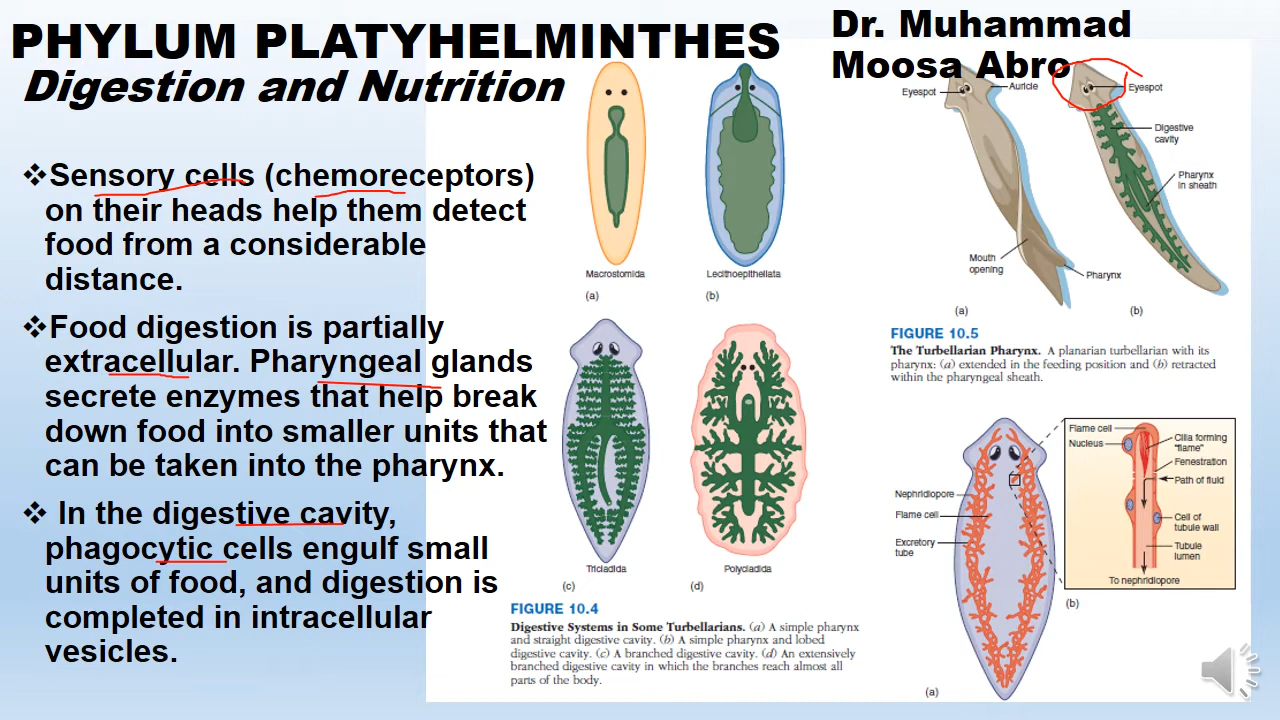 PHYLUM PLATYHELMINTHES
Digestion and Nutrition
Dr. Muhammad
Moosa Abro
❖Sensory cells (chemoreceptors)
on their heads help them detect
food from a considerable
distance.
❖Food digestion is partially
extracellular. Pharyngeal glands
secrete enzymes that help break
down food into smaller units that
can be taken into the pharynx.
❖ In the digestive cavity,
phagocytic cells engulf small
units of food, and digestion is
completed in intracellular
vesicles.
Macrostomida
(a)
Lecithoepithellata
(b)
Tricladida
(c)
Polycladida
(d)
FIGURE 10.4
Digestive Systems in Some Turbellarians. (a) A simple pharynx
and straight digestive cavity. (b) A simple pharynx and lobed
digestive cavity. (c) A branched digestive cavity. (d) An extensively
branched digestive cavity in which the branches reach almost all
parts of the body.
Eyespot
Auricle
Mouth
opening
Pharynx
(a)
Eyespot
Digestive
cavity
Pharynx
in sheath
(b)
FIGURE 10.5
The Turbellarian Pharynx. A planarian turbellarian with its
pharynx: (a) extended in the feeding position and (b) retracted
within the pharyngeal sheath.
Nephridiopore
Flame cell
Excretory
tube
(a)
Flame cell
Nucleus
Cilia forming
"flame"
Fenestration
Path of fluid
Cell of
tubule wall
Tubule
lumen
To nephridiopore
(b)